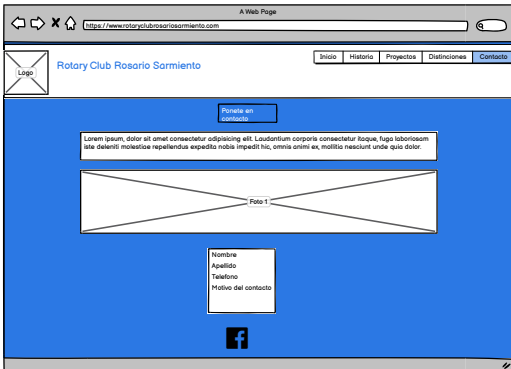 A Web Page
https://www.rotaryclubrosariosarmiento.com
Logo
Rotary Club Rosario Sarmiento
Inicio Historia Proyectos Distinciones Contacto
Ponete en
contacto
Lorem ipsum, dolor sit amet consectetur adipisicing elit. Laudantium corporis consectetur itaque, fuga laboriosam
iste deleniti molestiae repellendus expedita nobis impedit hic, omnis animi ex, mollitia nesciunt unde quia dolor.
Foto 1
Nombre
Apellido
Telefono
Motivo del contacto